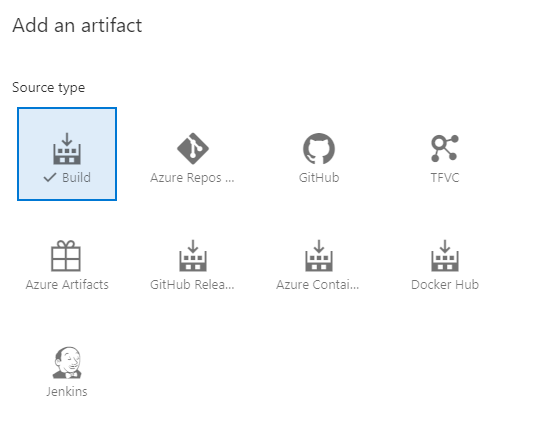 Add an artifact
Source type
Build
Azure Repos ...
GitHub
TFVC
Azure Artifacts
GitHub Relea...
Azure Contai...
Docker Hub
Jenkins